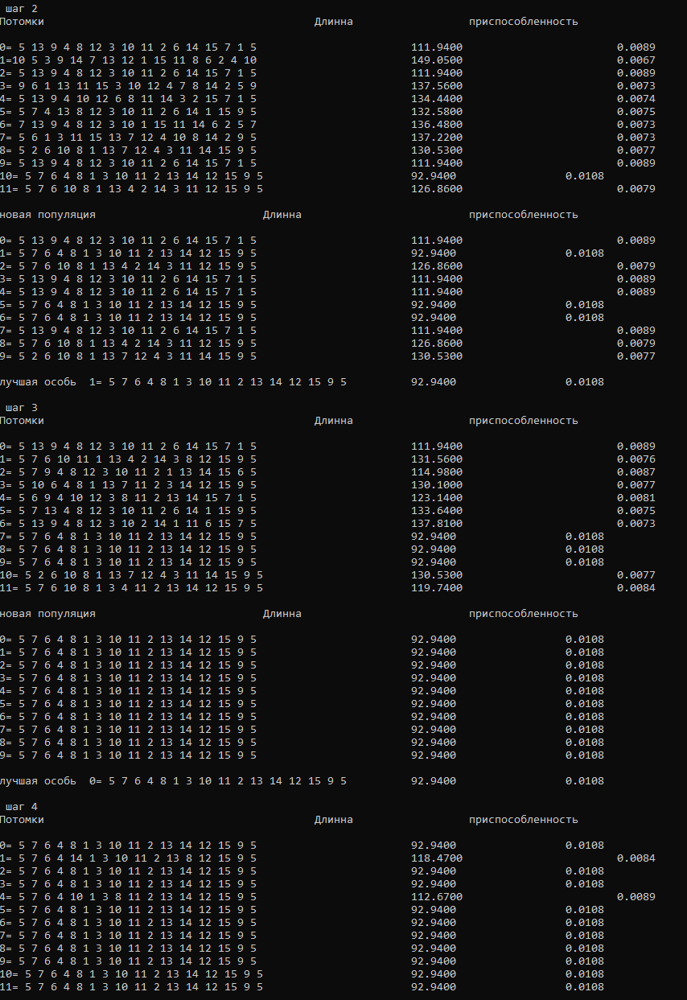 шаг 2
Потомки Длинна приспособленность
0= 5 13 9 4 8 12 3 10 11 2 6 14 15 7 1 5 111.9400 0.0089
1=10 5 3 9 14 7 13 12 1 15 11 8 6 2 4 10 149.0500 0.0067
2= 5 13 9 4 8 12 3 10 11 2 6 14 15 7 1 5 111.9400 0.0089
3= 9 6 1 13 11 15 3 10 12 4 7 8 14 2 5 9 137.5600 0.0073
4= 5 13 9 4 10 12 6 8 11 14 3 2 15 7 1 5 134.4400 0.0074
5= 5 7 4 13 8 12 3 10 11 2 6 14 1 15 9 5 132.5800 0.0075
6= 7 13 9 4 8 12 3 10 1 15 11 14 6 2 5 7 136.4800 0.0073
7= 5 6 1 3 11 15 13 7 12 4 10 8 14 2 9 5 137.2200 0.0073
8= 5 2 6 10 8 1 13 7 12 4 3 11 14 15 9 5 130.5300 0.0077
9= 5 13 9 4 8 12 3 10 11 2 6 14 15 7 1 5 111.9400 0.0089
10= 5 7 6 4 8 1 3 10 11 2 13 14 12 15 9 5 92.9400 0.0108
11= 5 7 6 10 8 1 13 4 2 14 3 11 12 15 9 5 126.8600 0.0079
новая популяция Длинна приспособленность
0= 5 13 9 4 8 12 3 10 11 2 6 14 15 7 1 5 111.9400 0.0089
1= 5 7 6 4 8 1 3 10 11 2 13 14 12 15 9 5 92.9400 0.0108
2= 5 7 6 10 8 1 13 4 2 14 3 11 12 15 9 5 126.8600 0.0079
3= 5 13 9 4 8 12 3 10 11 2 6 14 15 7 1 5 111.9400 0.0089
4= 5 13 9 4 8 12 3 10 11 2 6 14 15 7 1 5 111.9400 0.0089
5= 5 7 6 4 8 1 3 10 11 2 13 14 12 15 9 5 92.9400 0.0108
6= 5 7 6 4 8 1 3 10 11 2 13 14 12 15 9 5 92.9400 0.0108
7= 5 13 9 4 8 12 3 10 11 2 6 14 15 7 1 5 111.9400 0.0089
8= 5 7 6 10 8 1 13 4 2 14 3 11 12 15 9 5 126.8600 0.0079
9= 5 2 6 10 8 1 13 7 12 4 3 11 14 15 9 5 130.5300 0.0077
лучшая особь 1= 5 7 6 4 8 1 3 10 11 2 13 14 12 15 9 5 92.9400 0.0108
шаг 3
Потомки Длинна приспособленность
0= 5 13 9 4 8 12 3 10 11 2 6 14 15 7 1 5 111.9400 0.0089
1= 5 7 6 10 11 1 13 4 2 14 3 8 12 15 9 5 131.5600 0.0076
2= 5 7 9 4 8 12 3 10 11 2 1 13 14 15 6 5 114.9800 0.0087
3= 5 10 6 4 8 1 13 7 11 2 3 14 12 15 9 5 130.1000 0.0077
4= 5 6 9 4 10 12 3 8 11 2 13 14 15 7 1 5 123.1400 0.0081
5= 5 7 13 4 8 12 3 10 11 2 6 14 1 15 9 5 133.6400 0.0075
6= 5 13 9 4 8 12 3 10 2 14 1 11 6 15 7 5 137.8100 0.0073
7= 5 7 6 4 8 1 3 10 11 2 13 14 12 15 9 5 92.9400 0.0108
8= 5 7 6 4 8 1 3 10 11 2 13 14 12 15 9 5 92.9400 0.0108
9= 5 7 6 4 8 1 3 10 11 2 13 14 12 15 9 5 92.9400 0.0108
10= 5 2 6 10 8 1 13 7 12 4 3 11 14 15 9 5 130.5300 0.0077
11= 5 7 6 10 8 1 3 4 11 2 13 14 12 15 9 5 119.7400 0.0084
новая популяция Длинна приспособленность
0= 5 7 6 4 8 1 3 10 11 2 13 14 12 15 9 5 92.9400 0.0108
1= 5 7 6 4 8 1 3 10 11 2 13 14 12 15 9 5 92.9400 0.0108
2= 5 7 6 4 8 1 3 10 11 2 13 14 12 15 9 5 92.9400 0.0108
3= 5 7 6 4 8 1 3 10 11 2 13 14 12 15 9 5 92.9400 0.0108
4= 5 7 6 4 8 1 3 10 11 2 13 14 12 15 9 5 92.9400 0.0108
5= 5 7 6 4 8 1 3 10 11 2 13 14 12 15 9 5 92.9400 0.0108
6= 5 7 6 4 8 1 3 10 11 2 13 14 12 15 9 5 92.9400 0.0108
7= 5 7 6 4 8 1 3 10 11 2 13 14 12 15 9 5 92.9400 0.0108
8= 5 7 6 4 8 1 3 10 11 2 13 14 12 15 9 5 92.9400 0.0108
9= 5 7 6 4 8 1 3 10 11 2 13 14 12 15 9 5 92.9400 0.0108
лучшая особь 0= 5 7 6 4 8 1 3 10 11 2 13 14 12 15 9 5 92.9400 0.0108
шаг 4
Потомки Длинна приспособленность
0= 5 7 6 4 8 1 3 10 11 2 13 14 12 15 9 5 92.9400 0.0108
1= 5 7 6 4 14 1 3 10 11 2 13 8 12 15 9 5 118.4700 0.0084
2= 5 7 6 4 8 1 3 10 11 2 13 14 12 15 9 5 92.9400 0.0108
3= 5 7 6 4 8 1 3 10 11 2 13 14 12 15 9 5 92.9400 0.0108
4= 5 7 6 4 10 1 3 8 11 2 13 14 12 15 9 5 112.6700 0.0089
5= 5 7 6 4 8 1 3 10 11 2 13 14 12 15 9 5 92.9400 0.0108
6= 5 7 6 4 8 1 3 10 11 2 13 14 12 15 9 5 92.9400 0.0108
7= 5 7 6 4 8 1 3 10 11 2 13 14 12 15 9 5 92.9400 0.0108
8= 5 7 6 4 8 1 3 10 11 2 13 14 12 15 9 5 92.9400 0.0108
9= 5 7 6 4 8 1 3 10 11 2 13 14 12 15 9 5 92.9400 0.0108
10= 5 7 6 4 8 1 3 10 11 2 13 14 12 15 9 5 92.9400 0.0108
11= 5 7 6 4 8 1 3 10 11 2 13 14 12 15 9 5 92.9400 0.0108